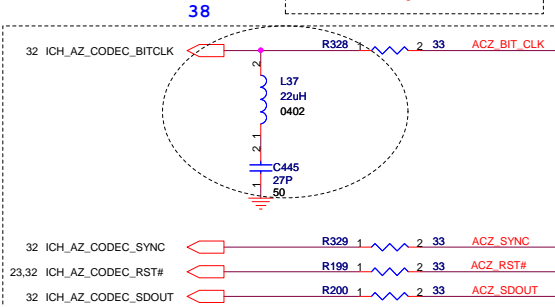 38
32 ICH_AZ_CODEC_BITCLK R328 1 2 33 ACZ_BIT_CLK
2
L37
22uH
0402
1
2
C445
27P
1
50
32 ICH_AZ_CODEC_SYNC R329 1 2 33 ACZ_SYNC
23,32 ICH_AZ_CODEC_RST# R199 1 2 33 ACZ_RST#
32 ICH_AZ_CODEC_SDOUT R200 1 2 33 ACZ_SDOUT